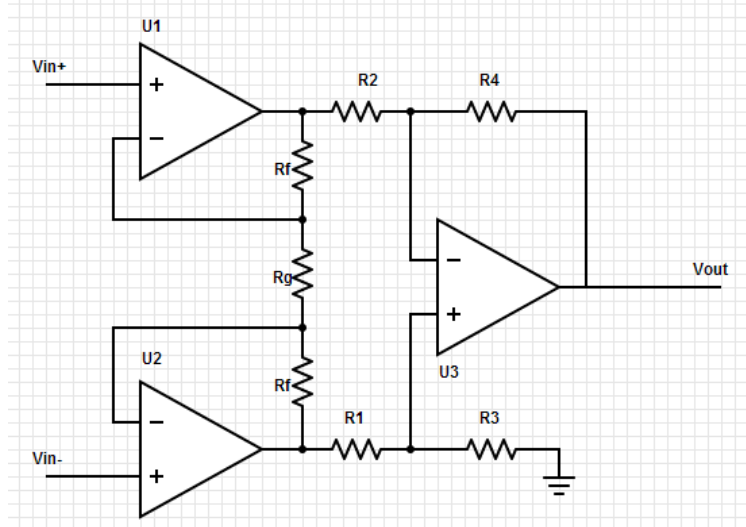 U1
Vin+
R2
R4
+
−
Rf
Rg
−
+
Vout
U3
U2
Rf
−
+
Vin-
R1
R3